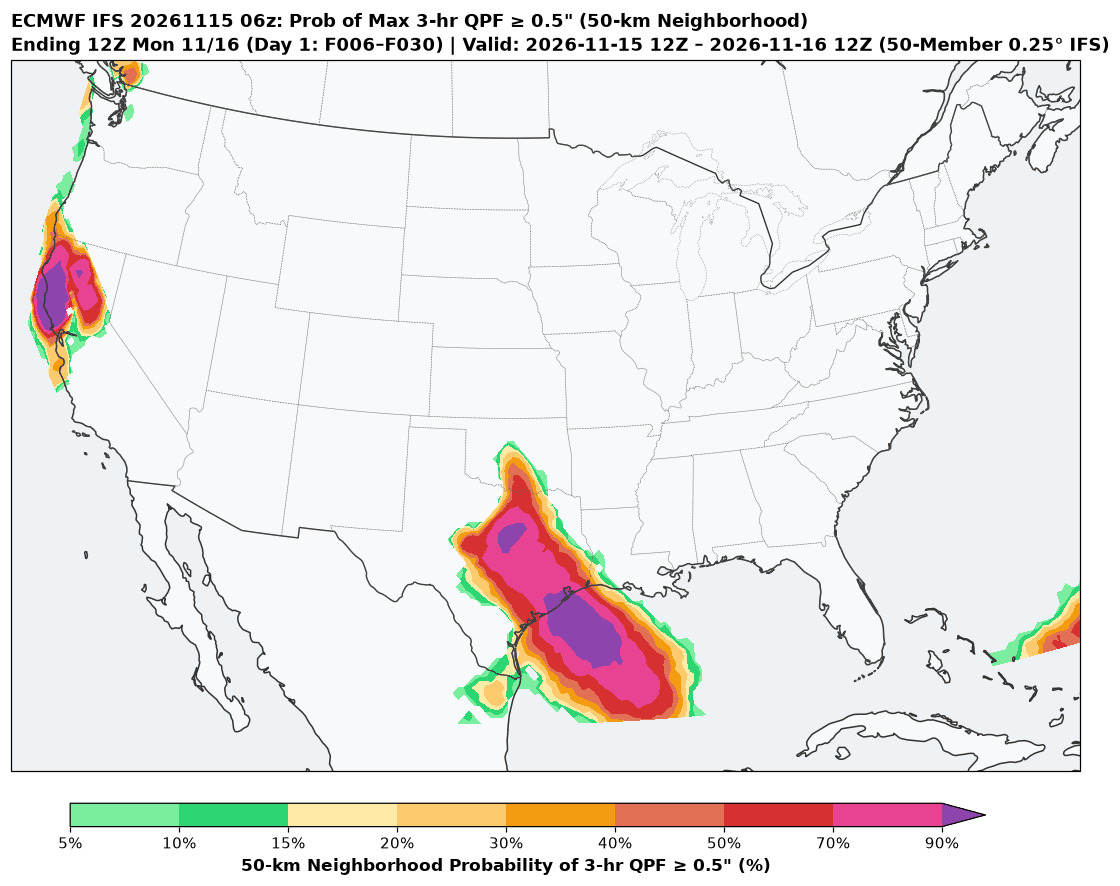 ECMWF IFS 20261115 06z: Prob of Max 3-hr QPF ≥ 0.5" (50-km Neighborhood)
Ending 12Z Mon 11/16 (Day 1: F006–F030) | Valid: 2026-11-15 12Z – 2026-11-16 12Z (50-Member 0.25° IFS)
5% 10% 15% 20% 30% 40% 50% 70% 90%
50-km Neighborhood Probability of 3-hr QPF ≥ 0.5" (%)